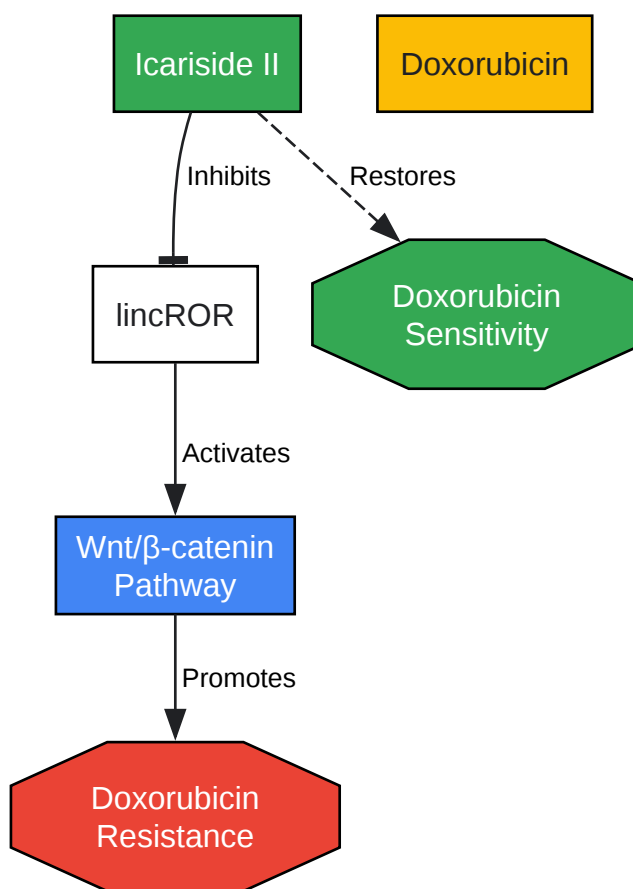 Icariside II
Doxorubicin
Inhibits
Restores
lincROR
Doxorubicin
Sensitivity
Activates
Wnt/β-catenin
Pathway
Promotes
Doxorubicin
Resistance